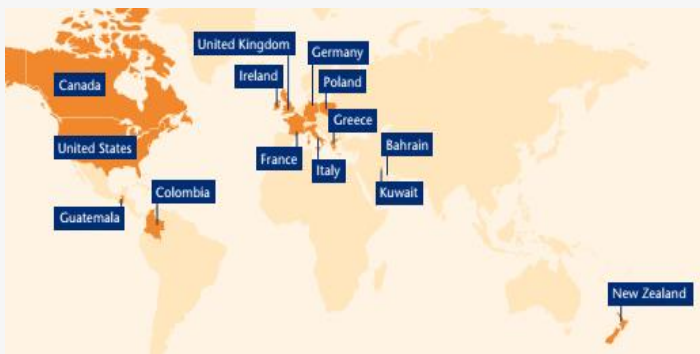 United Kingdom
Germany
Ireland
Poland
Canada
Greece
United States
Bahrain
France
Italy
Kuwait
Colombia
Guatemala
New Zealand